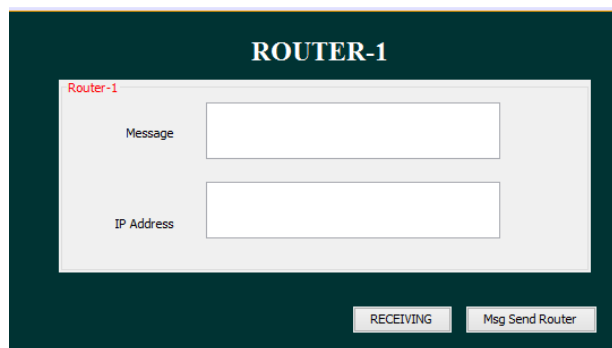 ROUTER-1
Router-1
Message
IP Address
RECEIVING
Msg Send Router